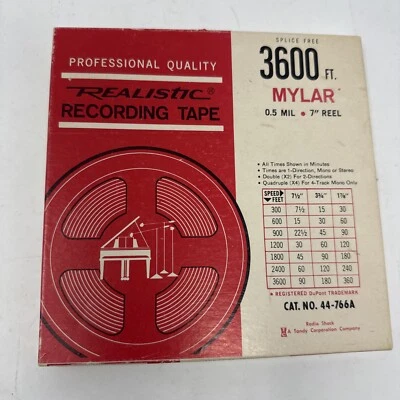 PROFESSIONAL QUALITY
REALISTIC®
RECORDING TAPE
SPLICE FREE
3600 FT.
MYLAR*
0.5 MIL • 7" REEL
• All Times Shown in Minutes
• Times are 1-Direction, Mono or Stereo
• Double (X2) For 2-Directions
• Quadruple (X4) For 4-Track Mono Only
SPEED FEET 7½" 3¾" 1⅞"
300 7½ 15 30
600 15 30 60
900 22½ 45 90
1200 30 60 120
1800 45 90 180
2400 60 120 240
3600 90 180 360
* REGISTERED DuPont TRADEMARK
CAT. NO. 44-766A
Radio Shack
A Tandy Corporation Company